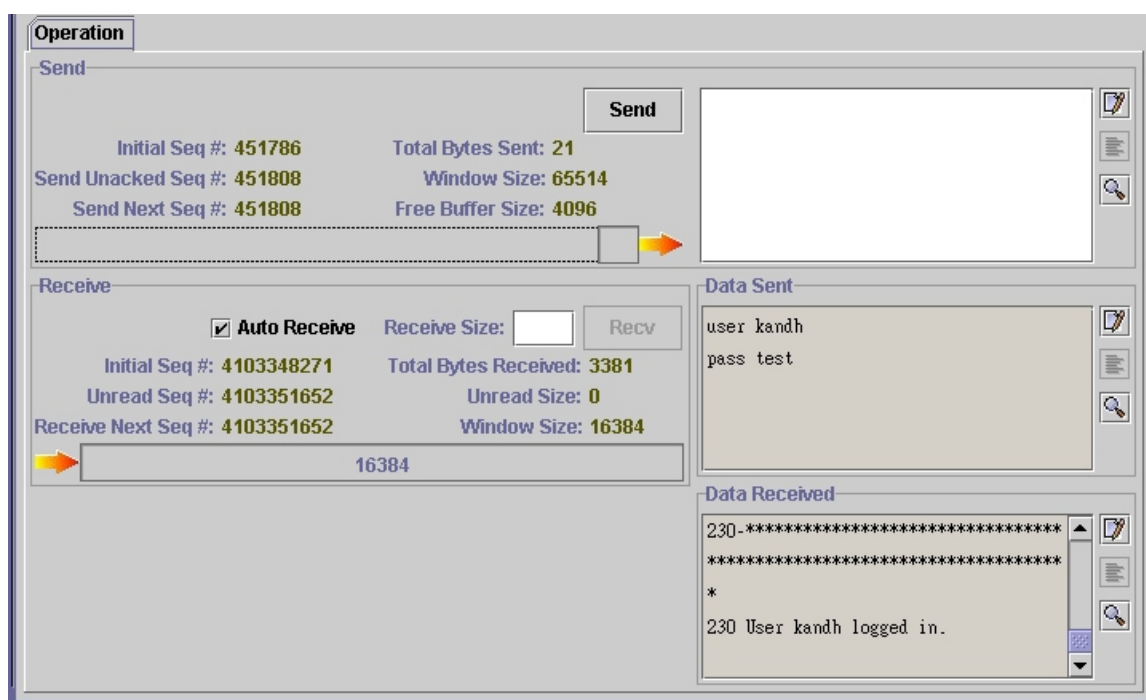 Operation
Send
Send
Initial Seq #: 451786 Total Bytes Sent: 21
Send Unacked Seq #: 451808 Window Size: 65514
Send Next Seq #: 451808 Free Buffer Size: 4096
Receive
Auto Receive Receive Size: Recv
Initial Seq #: 4103348271 Total Bytes Received: 3381
Unread Seq #: 4103351652 Unread Size: 0
Receive Next Seq #: 4103351652 Window Size: 16384
16384
Data Sent
user kandh
pass test
Data Received
230-*********************************
*************************************
*
230 User kandh logged in.